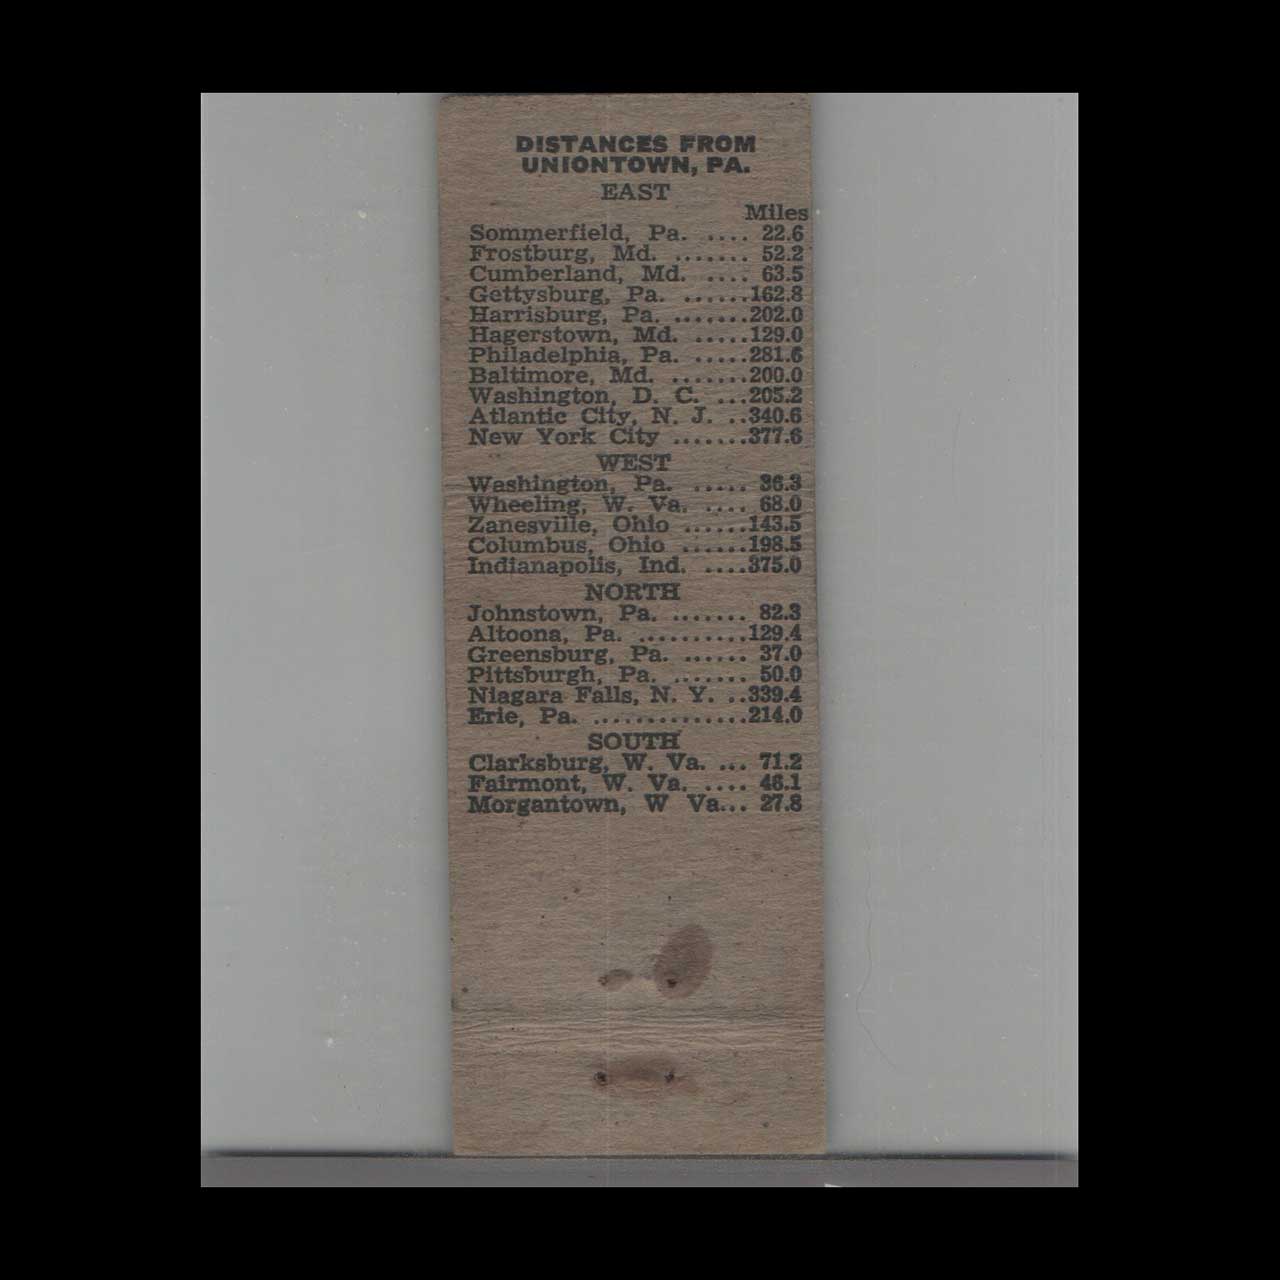 DISTANCES FROM
UNIONTOWN, PA.
EAST
Miles
Sommerfield, Pa. .... 22.6
Frostburg, Md. ....... 52.2
Cumberland, Md. .... 63.5
Gettysburg, Pa. ......162.8
Harrisburg, Pa. .......202.0
Hagerstown, Md. .....129.0
Philadelphia, Pa. .....281.6
Baltimore, Md. .......200.0
Washington, D. C. ...205.2
Atlantic City, N. J. ..340.6
New York City .......377.6
WEST
Washington, Pa. ..... 36.3
Wheeling, W. Va. .... 68.0
Zanesville, Ohio ......143.5
Columbus, Ohio ......198.5
Indianapolis, Ind. ....375.0
NORTH
Johnstown, Pa. ....... 82.3
Altoona, Pa. ..........129.4
Greensburg, Pa. ...... 37.0
Pittsburgh, Pa. ....... 50.0
Niagara Falls, N. Y. ..339.4
Erie, Pa. ..............214.0
SOUTH
Clarksburg, W. Va. ... 71.2
Fairmont, W. Va. .... 46.1
Morgantown, W Va... 27.8